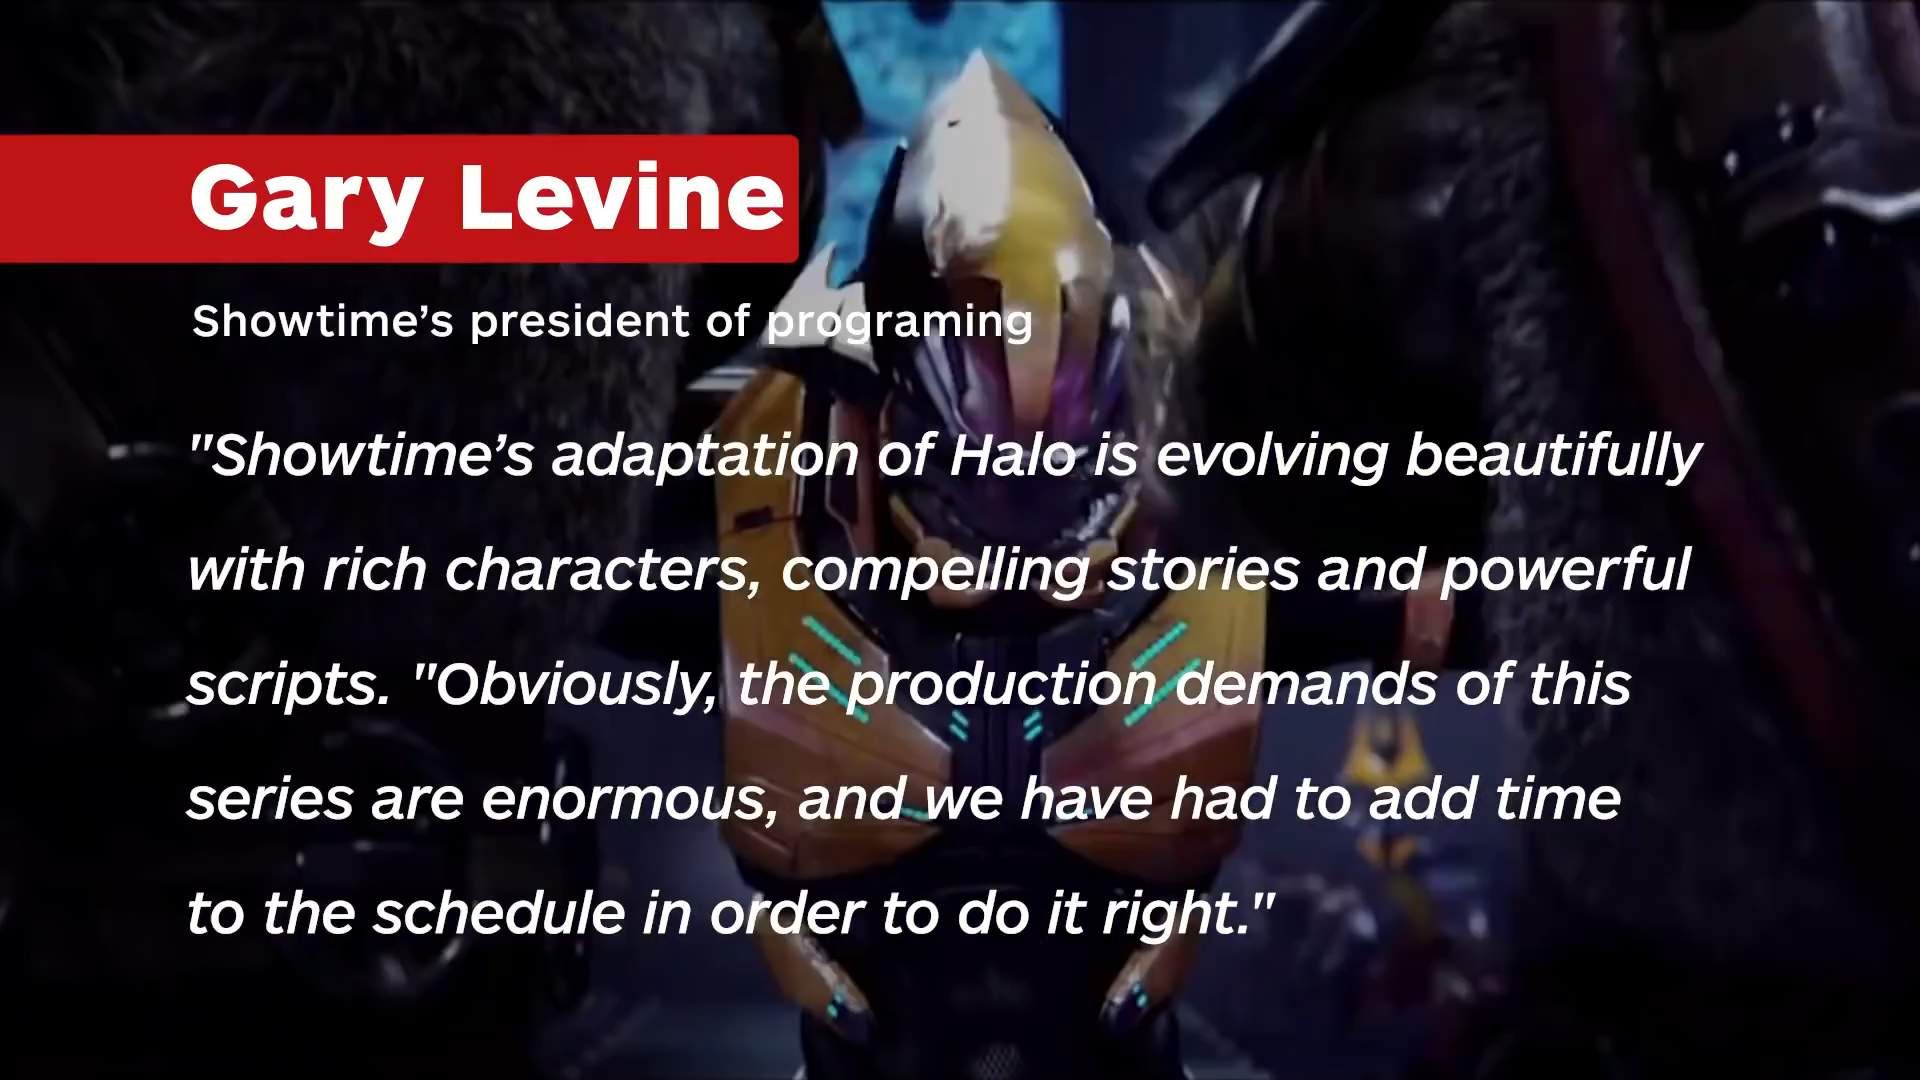 Gary Levine
Showtime’s president of programing
"Showtime’s adaptation of Halo is evolving beautifully
with rich characters, compelling stories and powerful
scripts. "Obviously, the production demands of this
series are enormous, and we have had to add time
to the schedule in order to do it right."